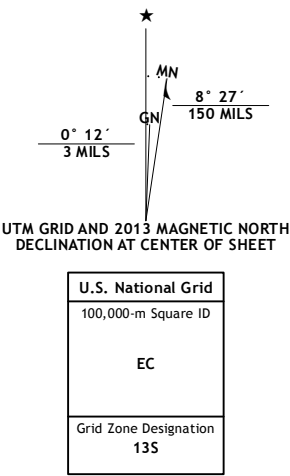 ★
MN
8° 27´
150 MILS
GN
0° 12´
3 MILS
UTM GRID AND 2013 MAGNETIC NORTH
DECLINATION AT CENTER OF SHEET
U.S. National Grid
100,000-m Square ID
EC
Grid Zone Designation
13S